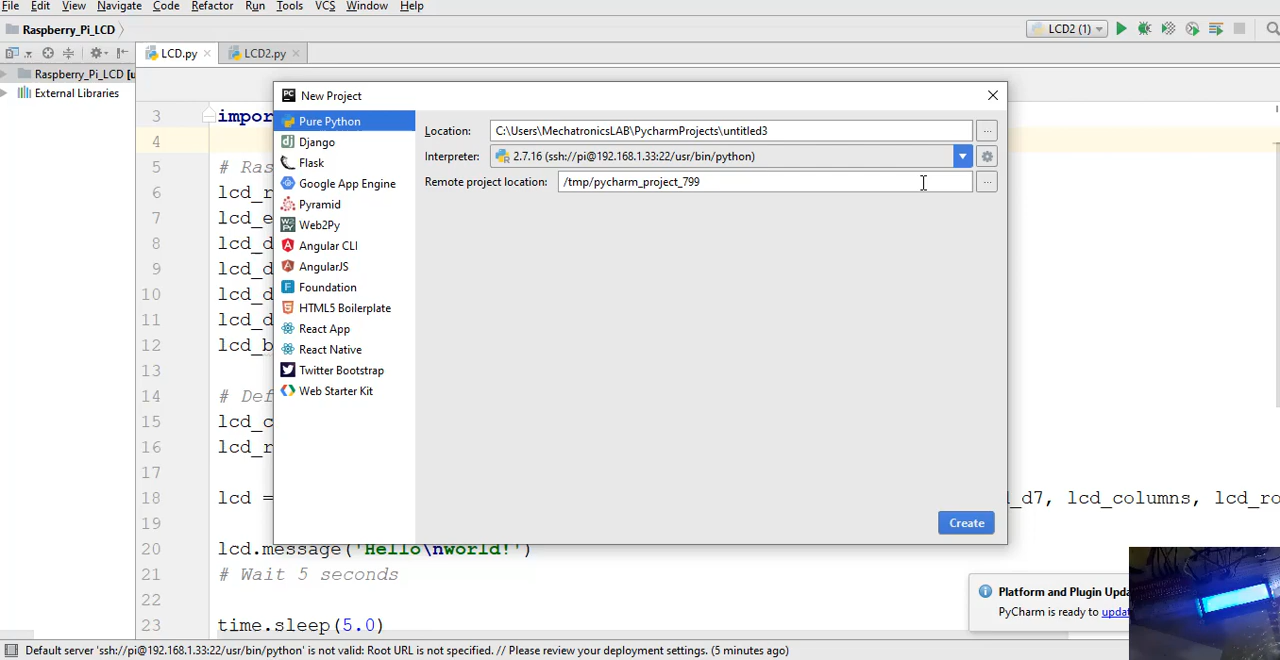 File Edit View Navigate Code Refactor Run Tools VCS Window Help
Raspberry_Pi_LCD
LCD2 (1)
LCD.py LCD2.py
Raspberry_Pi_LCD
External Libraries
PC New Project
Pure Python
Django
Flask
Google App Engine
Pyramid
Web2Py
Angular CLI
AngularJS
Foundation
HTML5 Boilerplate
React App
React Native
Twitter Bootstrap
Web Starter Kit
Location: C:\Users\MechatronicsLAB\PycharmProjects\untitled3
Interpreter: 2.7.16 (ssh://pi@192.168.1.33:22/usr/bin/python)
Remote project location: /tmp/pycharm_project_799
Create
3 impor
4
5 # Ras
6 lcd_r
7 lcd_e
8 lcd_d
9 lcd_d
10 lcd_d
11 lcd_d
12 lcd_b
13
14 # Def
15 lcd_c
16 lcd_r
17
18 lcd = _d7, lcd_columns, lcd_ro
19
20 lcd.message('Hello\nworld!')
21 # Wait 5 seconds
22
23 time.sleep(5.0)
Platform and Plugin Upda
PyCharm is ready to updat
Default server 'ssh://pi@192.168.1.33:22/usr/bin/python' is not valid: Root URL is not specified. // Please review your deployment settings. (5 minutes ago)